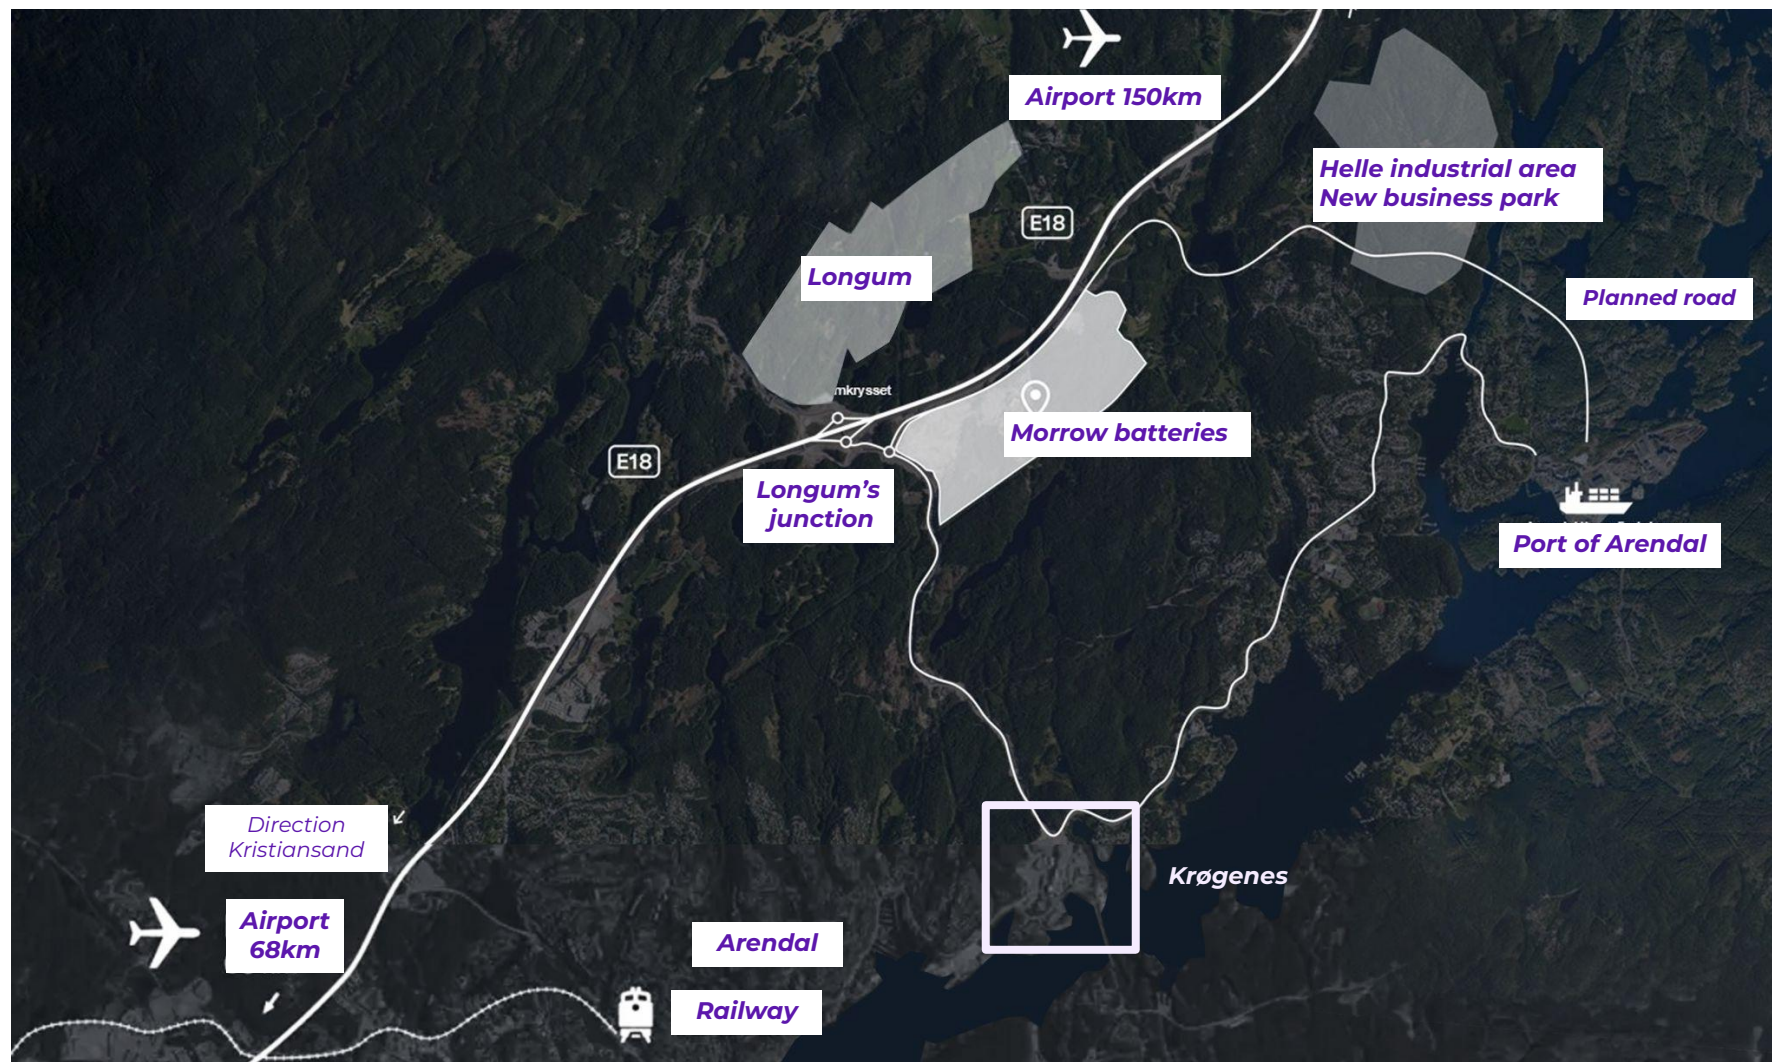 Airport 150km
Helle industrial area
New business park
E18
Longum
Planned road
mkrysset
Morrow batteries
E18
Longum’s
junction
Port of Arendal
Direction
Kristiansand
Krøgenes
Airport
68km
Arendal
Railway